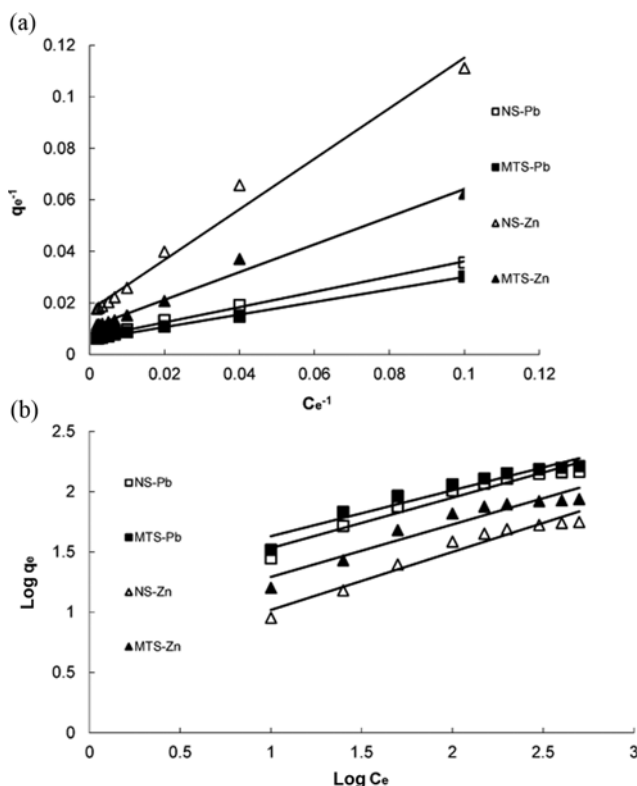 (a)
0.12
0.1
0.08
0.06
0.04
0.02
0
qe-1
NS-Pb
MTS-Pb
NS-Zn
MTS-Zn
0 0.02 0.04 0.06 0.08 0.1 0.12
Ce-1
(b)
2.5
2
1.5
1
0.5
0
Log qe
NS-Pb
MTS-Pb
NS-Zn
MTS-Zn
0 0.5 1 1.5 2 2.5 3
Log Ce